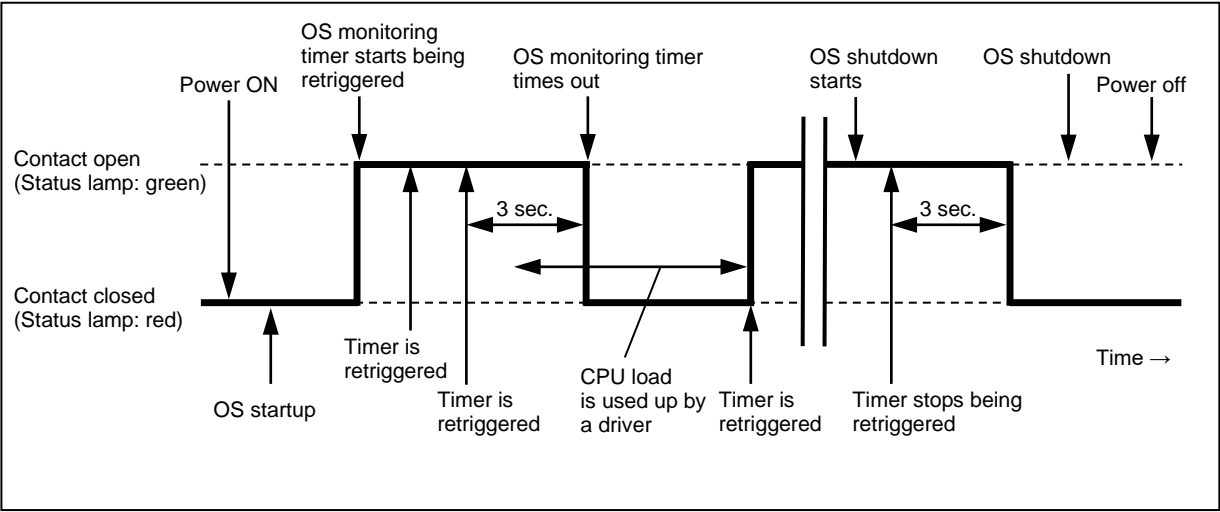 OS monitoring
timer starts being
retriggered
OS monitoring timer
times out
OS shutdown
starts
OS shutdown
Power ON
Power off
Contact open
(Status lamp: green)
3 sec.
3 sec.
Contact closed
(Status lamp: red)
Timer is
retriggered
Time →
OS startup
Timer is
retriggered
CPU load
is used up by
a driver
Timer is
retriggered
Timer stops being
retriggered